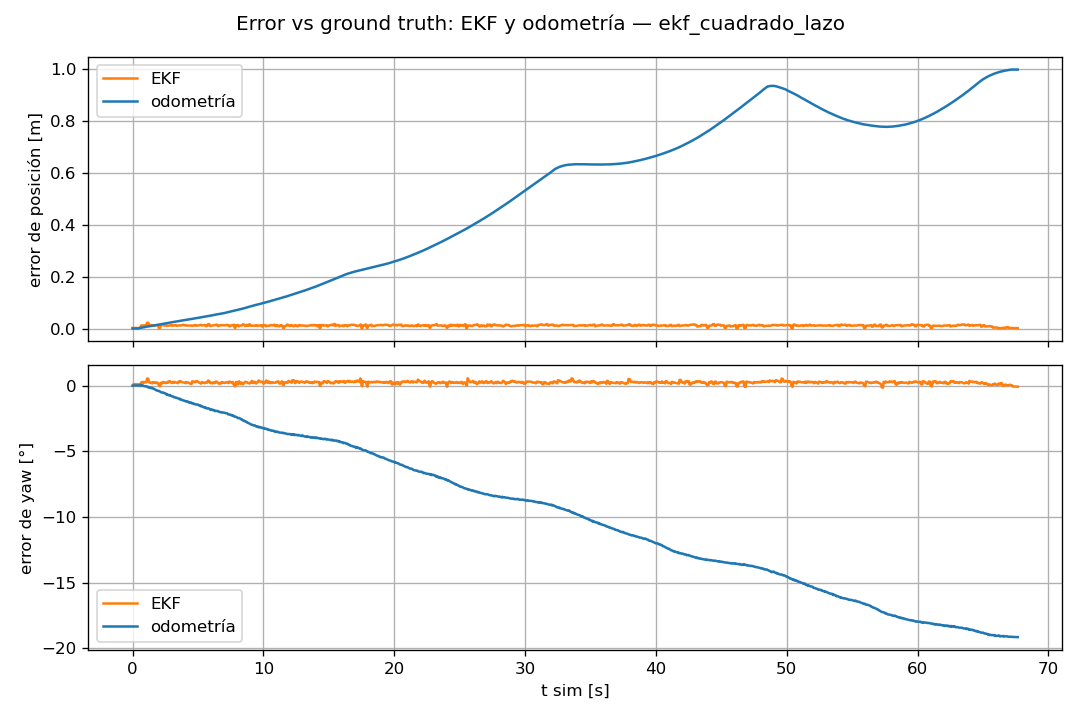 Error vs ground truth: EKF y odometría — ekf_cuadrado_lazo
EKF
odometría
error de posición [m]
1.0
0.8
0.6
0.4
0.2
0.0
error de yaw [°]
0
−5
−10
−15
−20
EKF
odometría
0 10 20 30 40 50 60 70
t sim [s]